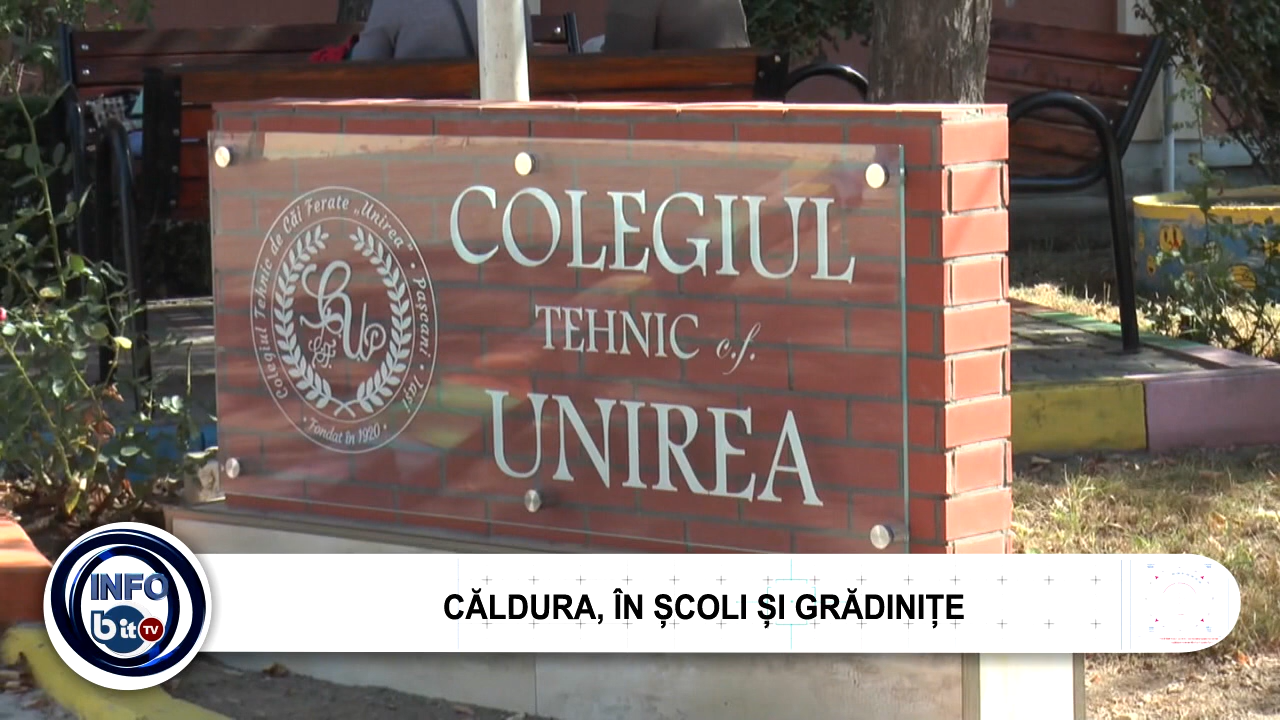 Colegiul Tehnic de Căi Ferate „Unirea” • Pașcani • Iași
• Fondat în 1920 •
COLEGIUL
TEHNIC c.f.
UNIREA
INFO
bit TV
CĂLDURA, ÎN ȘCOLI ȘI GRĂDINIȚE